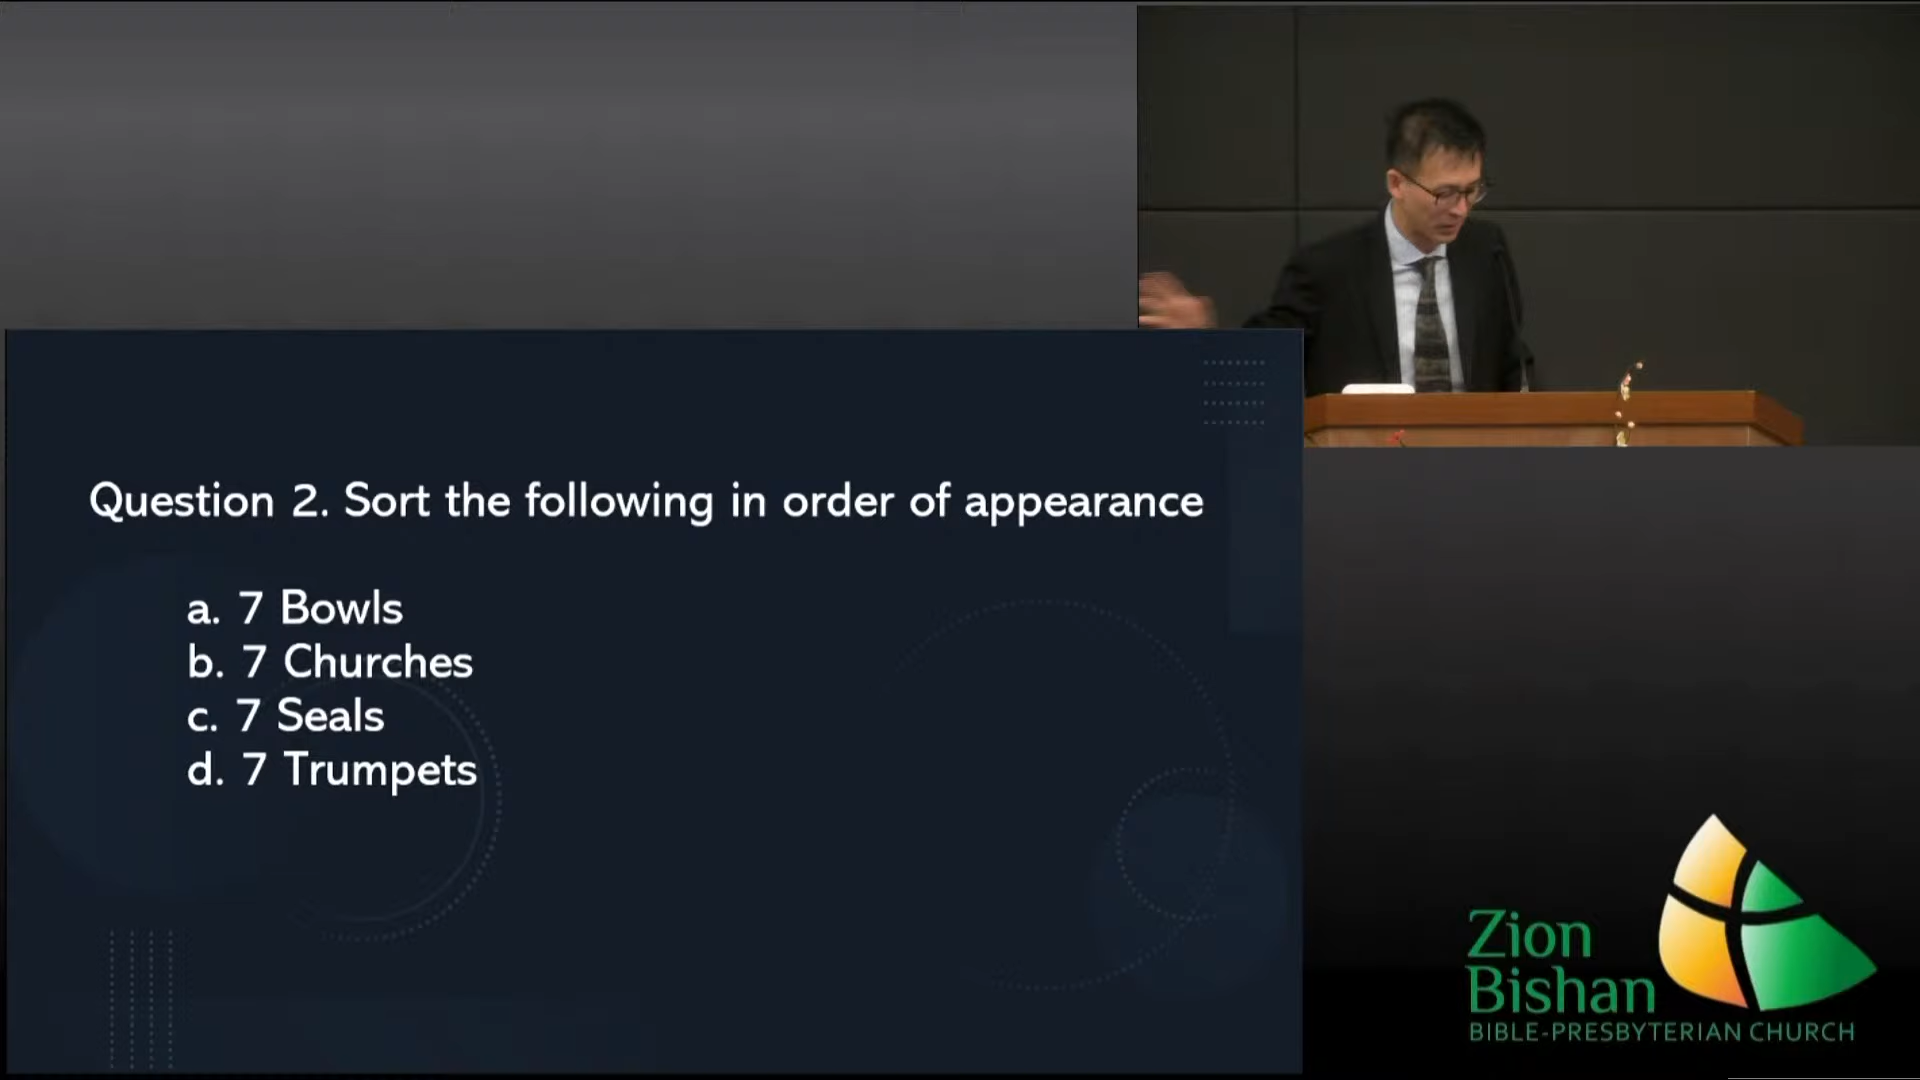 Question 2. Sort the following in order of appearance
a. 7 Bowls
b. 7 Churches
c. 7 Seals
d. 7 Trumpets
Zion
Bishan
BIBLE-PRESBYTERIAN CHURCH